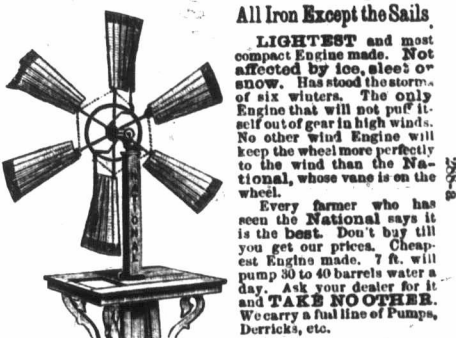 All Iron Except the Sails
LIGHTEST and most
compact Engine made. Not
affected by ice, sleet or
snow. Has stood the storms
of six winters. The only
Engine that will not puff it-
self out of gear in high winds.
No other wind Engine will
keep the wheel more perfectly
to the wind than the Na-
tional, whose vane is on the
wheel.
Every farmer who has
seen the National says it
is the best. Don't buy till
you get our prices. Cheap-
est Engine made. 7 ft. will
pump 30 to 40 barrels water a
day. Ask your dealer for it
and TAKE NO OTHER.
We carry a full line of Pumps,
Derricks, etc.
NATIONAL